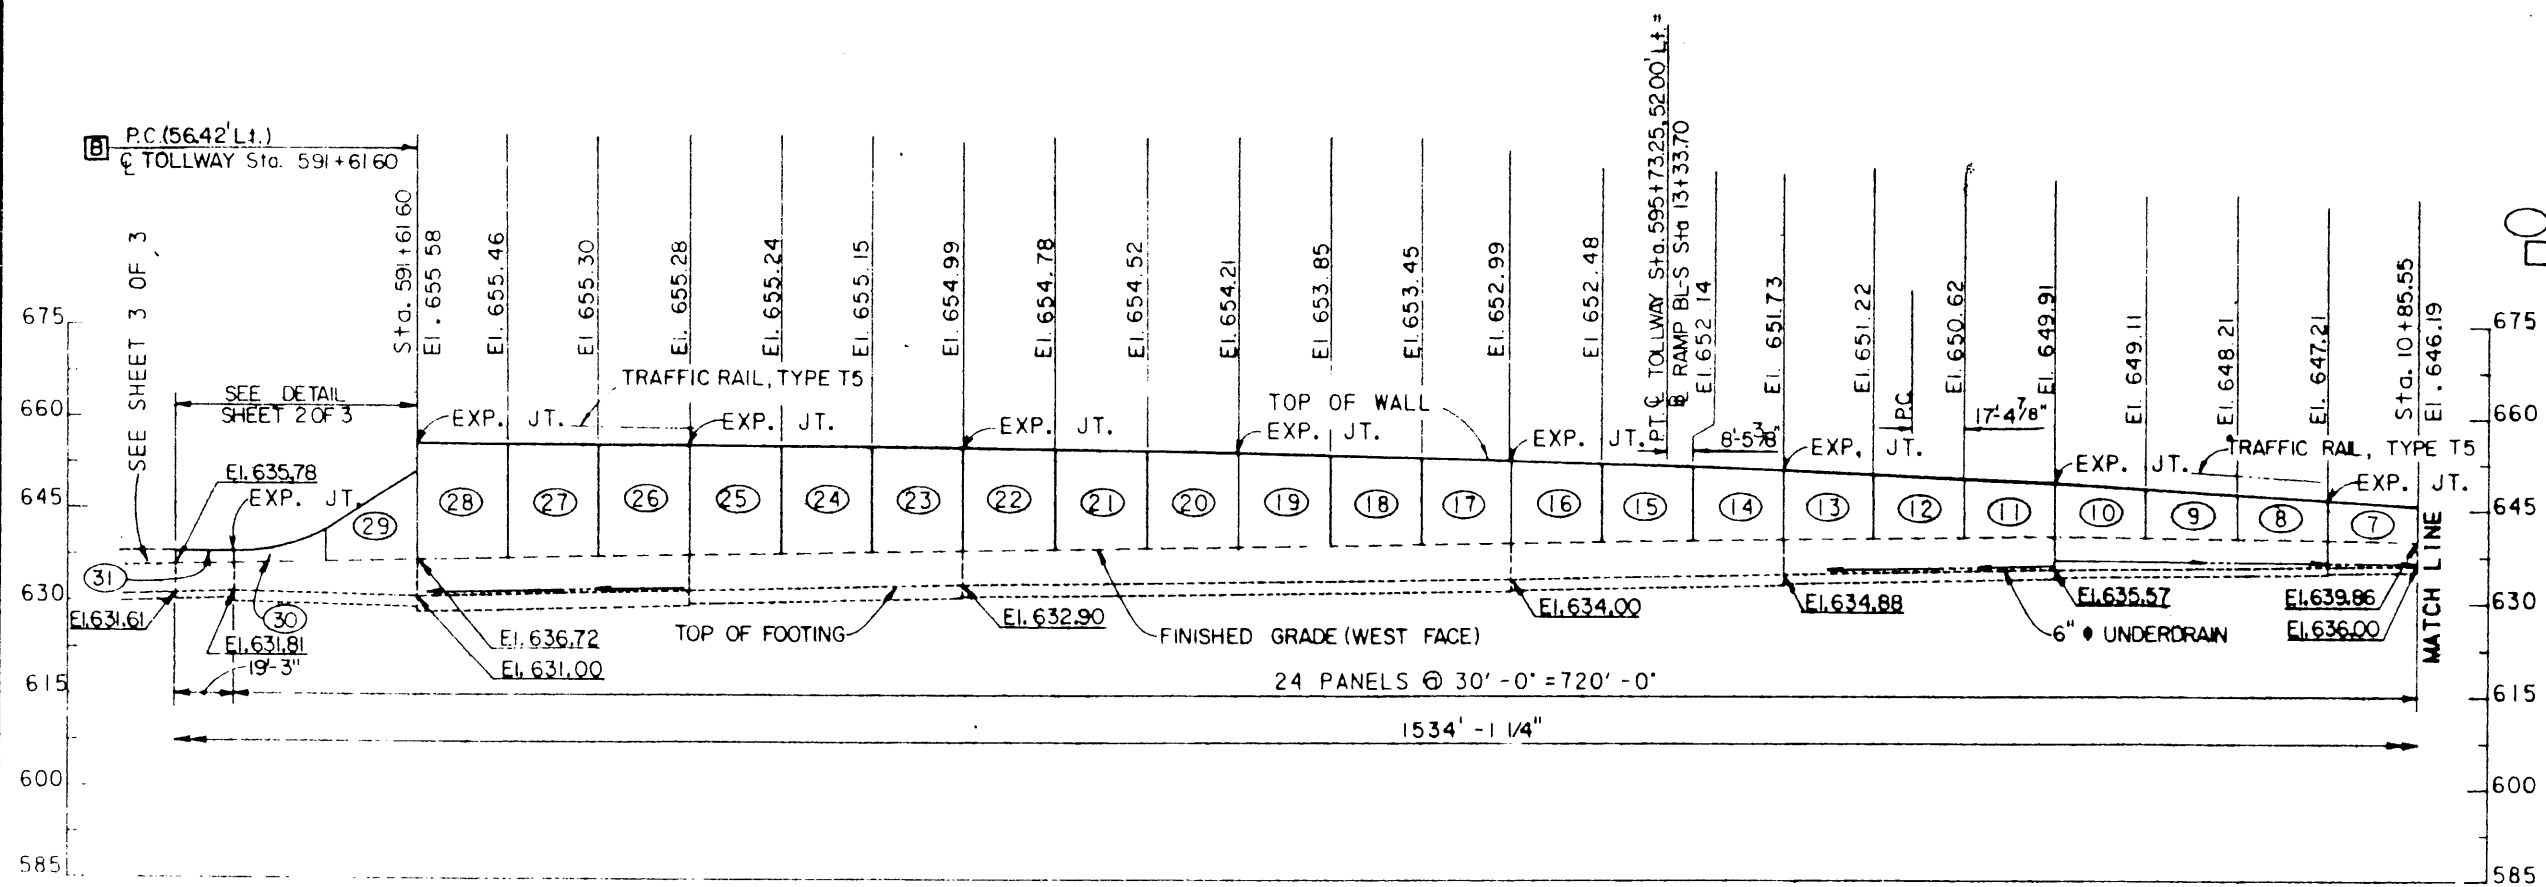 8
P.C.(56.42' Lt.)
℄ TOLLWAY Sta. 591+6160
SEE SHEET 3 OF 3
Sta. 591+6160
El. 655 58
El. 655.46
El. 655.30
El. 655.28
El. 655.24
El. 655.15
El. 654.99
El. 654.78
El. 654.52
El. 654.21
El. 653.85
El. 653.45
El. 652.99
El. 652.48
P.T. ℄ TOLLWAY Sta. 595+73.25, 52.00' Lt.=
RAMP BL-S Sta 13+33.70
El 652 14
El. 651.73
El. 651.22
P.C.
El. 650.62
El. 649.91
El. 649.11
El. 648.21
El. 647.21
Sta. 10+85.55
El. 646.19
675
660
645
630
615
600
585
675
660
645
630
615
600
585
SEE DETAIL
SHEET 2 OF 3
TRAFFIC RAIL, TYPE T5
TOP OF WALL
EXP. JT.
EXP. JT.
EXP. JT.
EXP. JT.
EXP. JT.
8'-5 3/8"
EXP. JT.
17'-4 7/8"
EXP. JT.
TRAFFIC RAIL, TYPE T5
EXP. JT.
El. 635.78
EXP. JT.
29
28
27
26
25
24
23
22
21
20
19
18
17
16
15
14
13
12
11
10
9
8
7
MATCH LINE
31
30
El. 631.61
El. 631.81
19'-3"
El. 636.72
El. 631.00
TOP OF FOOTING
El. 632.90
FINISHED GRADE (WEST FACE)
El. 634.00
El. 634.88
El. 635.57
6" ϕ UNDERDRAIN
El. 639.86
El. 636.00
24 PANELS @ 30'-0" = 720'-0"
1534'-1 1/4"